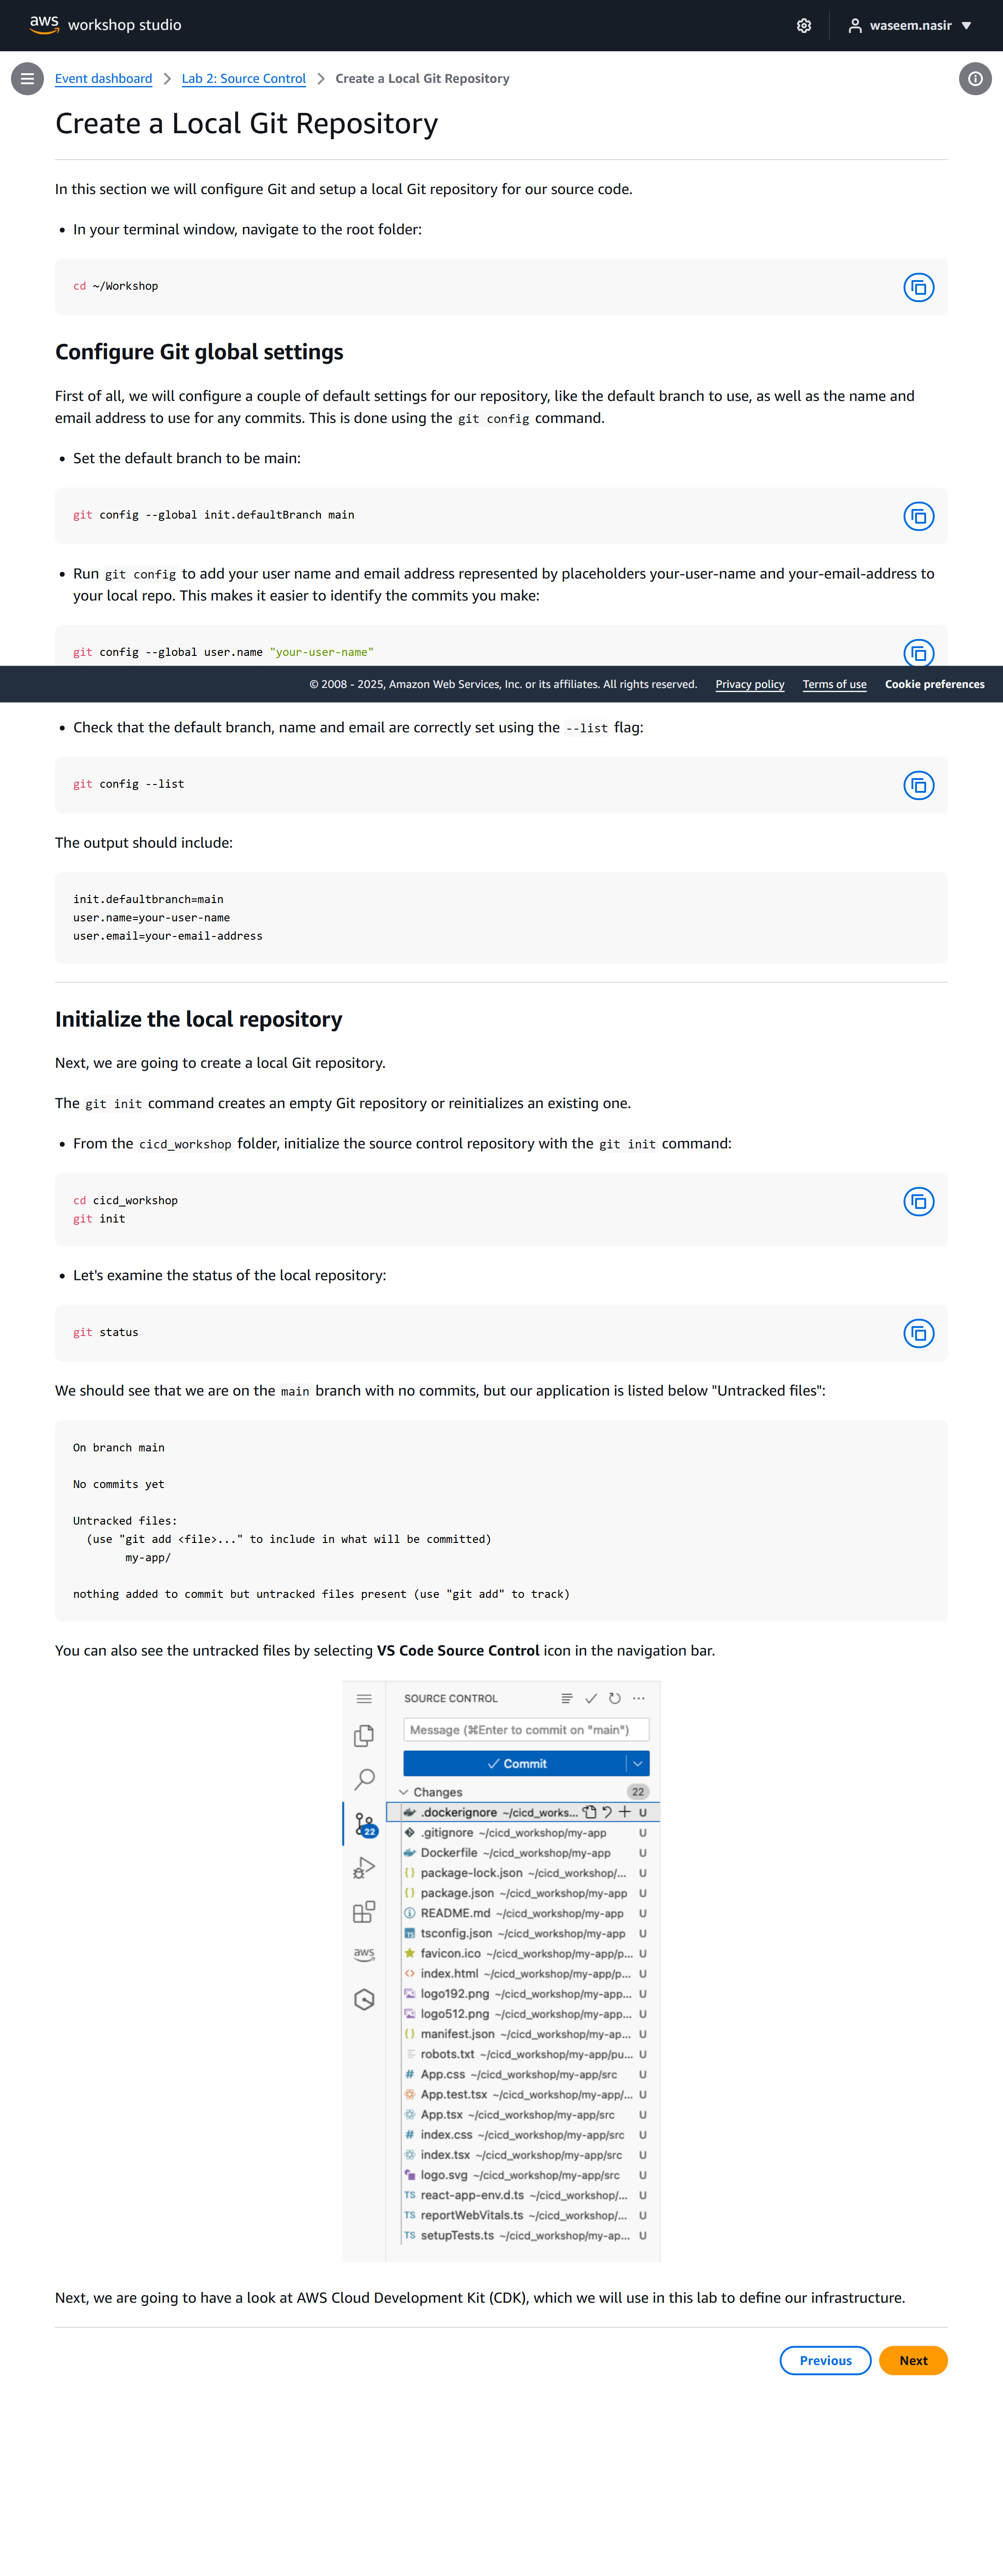 aws workshop studio
waseem.nasir
Event dashboard > Lab 2: Source Control > Create a Local Git Repository
Create a Local Git Repository
In this section we will configure Git and setup a local Git repository for our source code.
• In your terminal window, navigate to the root folder:
cd ~/Workshop
Configure Git global settings
First of all, we will configure a couple of default settings for our repository, like the default branch to use, as well as the name and
email address to use for any commits. This is done using the git config command.
• Set the default branch to be main:
git config --global init.defaultBranch main
• Run git config to add your user name and email address represented by placeholders your-user-name and your-email-address to
your local repo. This makes it easier to identify the commits you make:
git config --global user.name "your-user-name"
© 2008 - 2025, Amazon Web Services, Inc. or its affiliates. All rights reserved. Privacy policy Terms of use Cookie preferences
• Check that the default branch, name and email are correctly set using the --list flag:
git config --list
The output should include:
init.defaultbranch=main
user.name=your-user-name
user.email=your-email-address
Initialize the local repository
Next, we are going to create a local Git repository.
The git init command creates an empty Git repository or reinitializes an existing one.
• From the cicd_workshop folder, initialize the source control repository with the git init command:
cd cicd_workshop
git init
• Let's examine the status of the local repository:
git status
We should see that we are on the main branch with no commits, but our application is listed below "Untracked files":
On branch main
No commits yet
Untracked files:
(use "git add <file>..." to include in what will be committed)
my-app/
nothing added to commit but untracked files present (use "git add" to track)
You can also see the untracked files by selecting VS Code Source Control icon in the navigation bar.
SOURCE CONTROL
Message (⌘Enter to commit on "main")
Commit
Changes 22
.dockerignore ~/cicd_works... U
22
.gitignore ~/cicd_workshop/my-app U
Dockerfile ~/cicd_workshop/my-app U
package-lock.json ~/cicd_workshop/... U
package.json ~/cicd_workshop/my-app U
README.md ~/cicd_workshop/my-app U
tsconfig.json ~/cicd_workshop/my-app U
favicon.ico ~/cicd_workshop/my-app/p... U
aws
index.html ~/cicd_workshop/my-app/p... U
logo192.png ~/cicd_workshop/my-app... U
logo512.png ~/cicd_workshop/my-app... U
manifest.json ~/cicd_workshop/my-ap... U
robots.txt ~/cicd_workshop/my-app/pu... U
App.css ~/cicd_workshop/my-app/src U
App.test.tsx ~/cicd_workshop/my-app/... U
App.tsx ~/cicd_workshop/my-app/src U
index.css ~/cicd_workshop/my-app/src U
index.tsx ~/cicd_workshop/my-app/src U
logo.svg ~/cicd_workshop/my-app/src U
TS react-app-env.d.ts ~/cicd_workshop/... U
TS reportWebVitals.ts ~/cicd_workshop/... U
TS setupTests.ts ~/cicd_workshop/my-ap... U
Next, we are going to have a look at AWS Cloud Development Kit (CDK), which we will use in this lab to define our infrastructure.
Previous Next